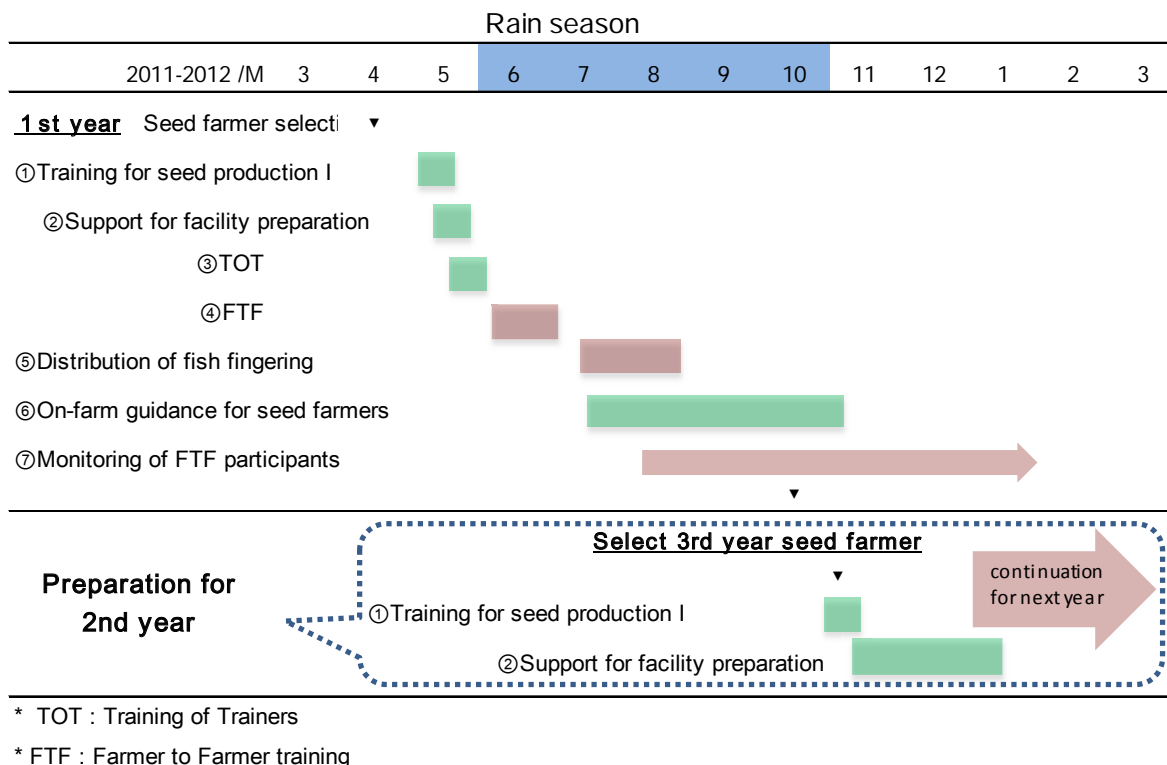 Rain season
2011-2012 /M 3 4 5 6 7 8 9 10 11 12 1 2 3
1st year Seed farmer selecti ▼
①Training for seed production I
②Support for facility preparation
③TOT
④FTF
⑤Distribution of fish fingering
⑥On-farm guidance for seed farmers
⑦Monitoring of FTF participants
▼
Select 3rd year seed farmer
▼
Preparation for
2nd year
①Training for seed production I
②Support for facility preparation
continuation
for next year
* TOT : Training of Trainers
* FTF : Farmer to Farmer training